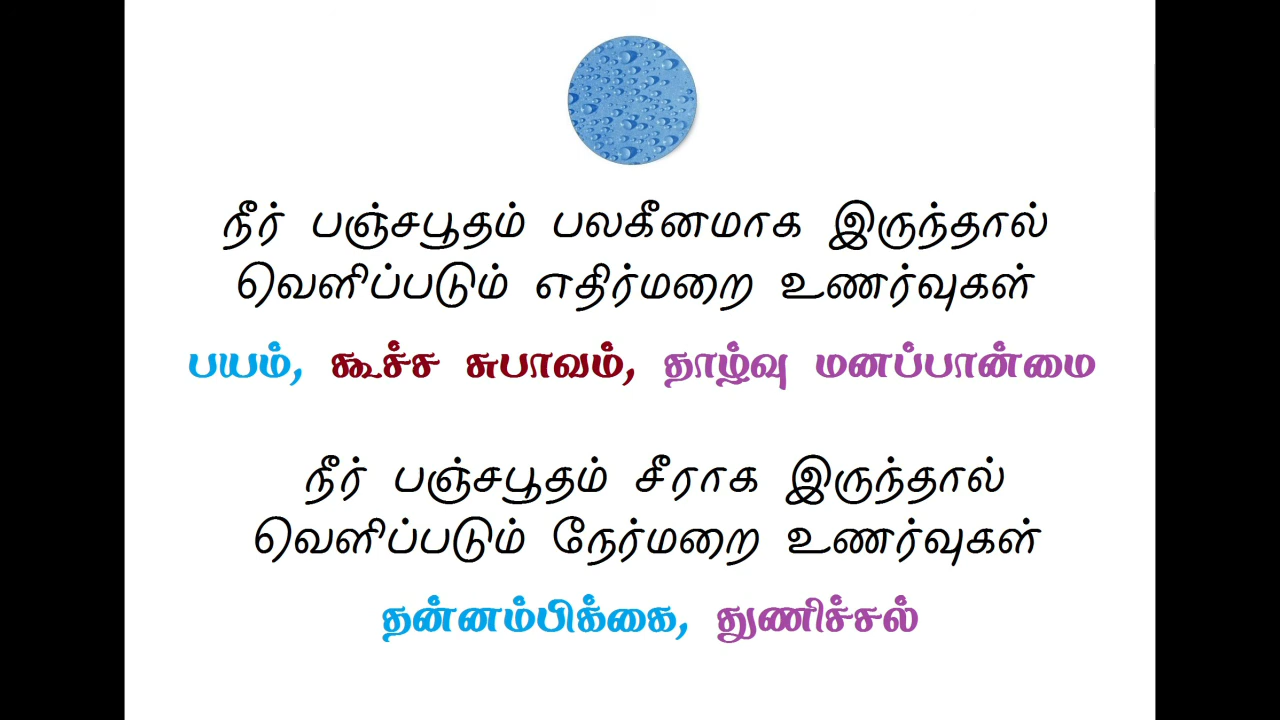 நீர் பஞ்சபூதம் பலகீனமாக இருந்தால்
வெளிப்படும் எதிர்மறை உணர்வுகள்
பயம், கூச்ச சுபாவம், தாழ்வு மனப்பான்மை
நீர் பஞ்சபூதம் சீராக இருந்தால்
வெளிப்படும் நேர்மறை உணர்வுகள்
தன்னம்பிக்கை, துணிச்சல்